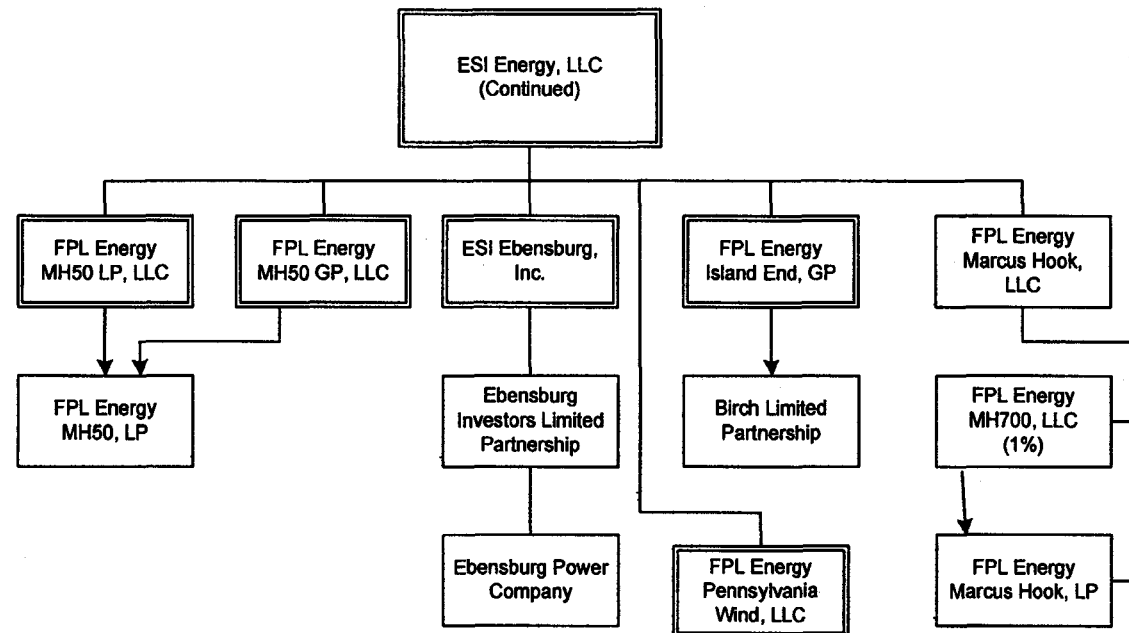 ESI Energy, LLC
(Continued)
FPL Energy
MH50 LP, LLC
FPL Energy
MH50 GP, LLC
ESI Ebensburg,
Inc.
FPL Energy
Island End, GP
FPL Energy
Marcus Hook,
LLC
FPL Energy
MH50, LP
Ebensburg
Investors Limited
Partnership
Birch Limited
Partnership
FPL Energy
MH700, LLC
(1%)
Ebensburg Power
Company
FPL Energy
Pennsylvania
Wind, LLC
FPL Energy
Marcus Hook, LP